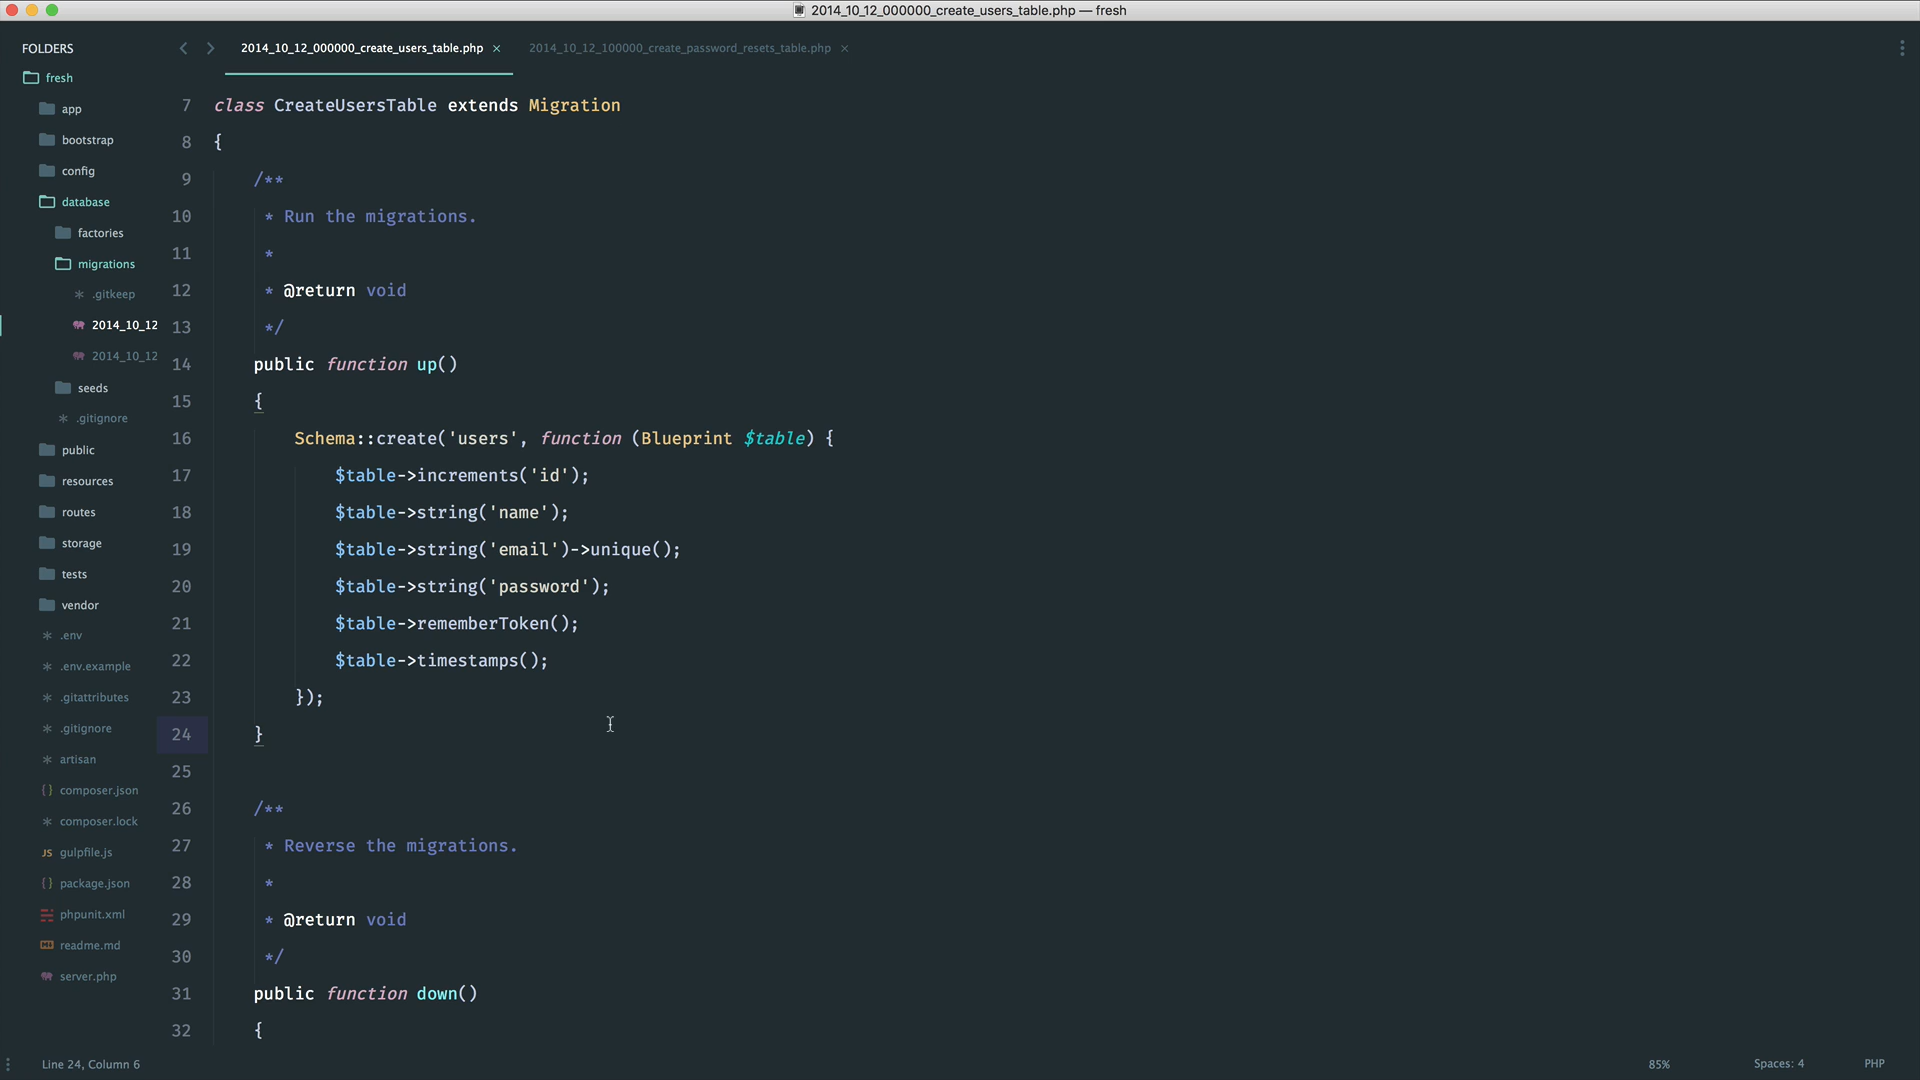 2014_10_12_000000_create_users_table.php — fresh
FOLDERS
fresh
app
bootstrap
config
database
factories
migrations
.gitkeep
2014_10_12
2014_10_12
seeds
.gitignore
public
resources
routes
storage
tests
vendor
.env
.env.example
.gitattributes
.gitignore
artisan
{} composer.json
composer.lock
JS gulpfile.js
{} package.json
phpunit.xml
readme.md
server.php
2014_10_12_000000_create_users_table.php ×
2014_10_12_100000_create_password_resets_table.php ×
7 class CreateUsersTable extends Migration
8 {
9 /**
10 * Run the migrations.
11 *
12 * @return void
13 */
14 public function up()
15 {
16 Schema::create('users', function (Blueprint $table) {
17 $table->increments('id');
18 $table->string('name');
19 $table->string('email')->unique();
20 $table->string('password');
21 $table->rememberToken();
22 $table->timestamps();
23 });
24 }
25
26 /**
27 * Reverse the migrations.
28 *
29 * @return void
30 */
31 public function down()
32 {
Line 24, Column 6
85%
Spaces: 4
PHP